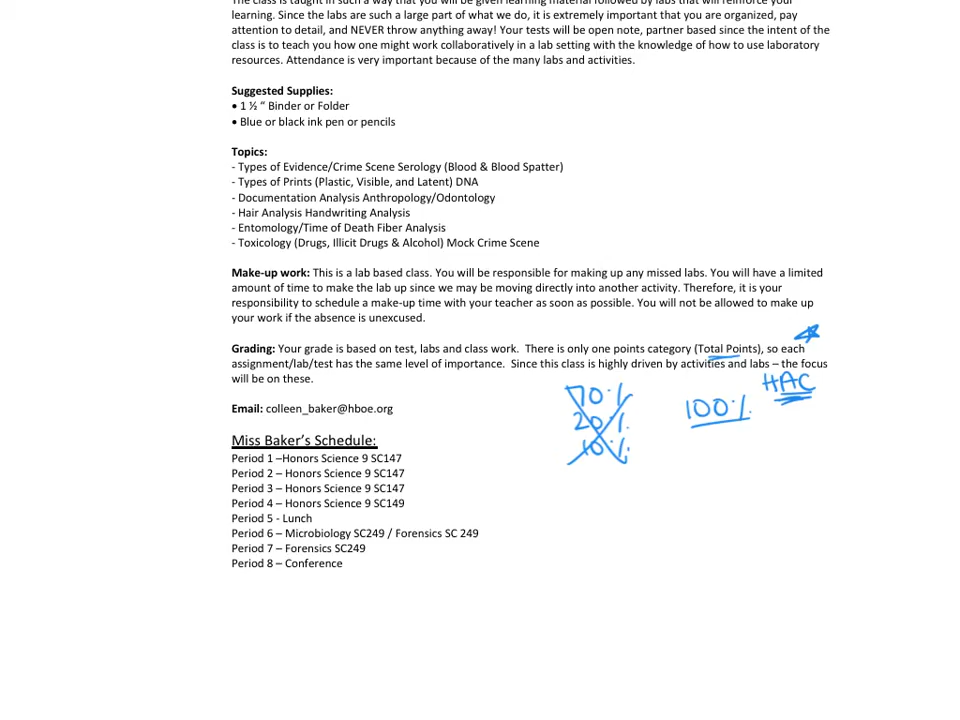 The class is taught in such a way that you will be given learning material followed by labs that will reinforce your
learning. Since the labs are such a large part of what we do, it is extremely important that you are organized, pay
attention to detail, and NEVER throw anything away! Your tests will be open note, partner based since the intent of the
class is to teach you how one might work collaboratively in a lab setting with the knowledge of how to use laboratory
resources. Attendance is very important because of the many labs and activities.
Suggested Supplies:
• 1 ½ “ Binder or Folder
• Blue or black ink pen or pencils
Topics:
- Types of Evidence/Crime Scene Serology (Blood & Blood Spatter)
- Types of Prints (Plastic, Visible, and Latent) DNA
- Documentation Analysis Anthropology/Odontology
- Hair Analysis Handwriting Analysis
- Entomology/Time of Death Fiber Analysis
- Toxicology (Drugs, Illicit Drugs & Alcohol) Mock Crime Scene
Make-up work: This is a lab based class. You will be responsible for making up any missed labs. You will have a limited
amount of time to make the lab up since we may be moving directly into another activity. Therefore, it is your
responsibility to schedule a make-up time with your teacher as soon as possible. You will not be allowed to make up
your work if the absence is unexcused.
Grading: Your grade is based on test, labs and class work. There is only one points category (Total Points), so each
assignment/lab/test has the same level of importance. Since this class is highly driven by activities and labs – the focus
will be on these.
HAC
70%
20%
10%
100%
Email: colleen_baker@hboe.org
Miss Baker's Schedule:
Period 1 –Honors Science 9 SC147
Period 2 – Honors Science 9 SC147
Period 3 – Honors Science 9 SC147
Period 4 – Honors Science 9 SC149
Period 5 - Lunch
Period 6 – Microbiology SC249 / Forensics SC 249
Period 7 – Forensics SC249
Period 8 – Conference